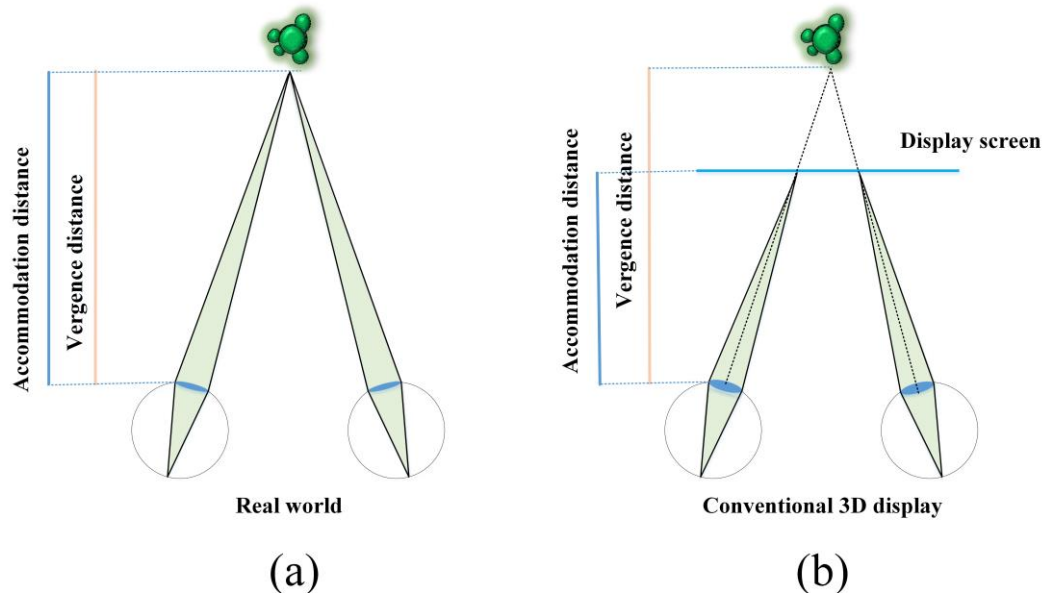 Accommodation distance
Vergence distance
Real world
(a)
Accommodation distance
Vergence distance
Display screen
Conventional 3D display
(b)